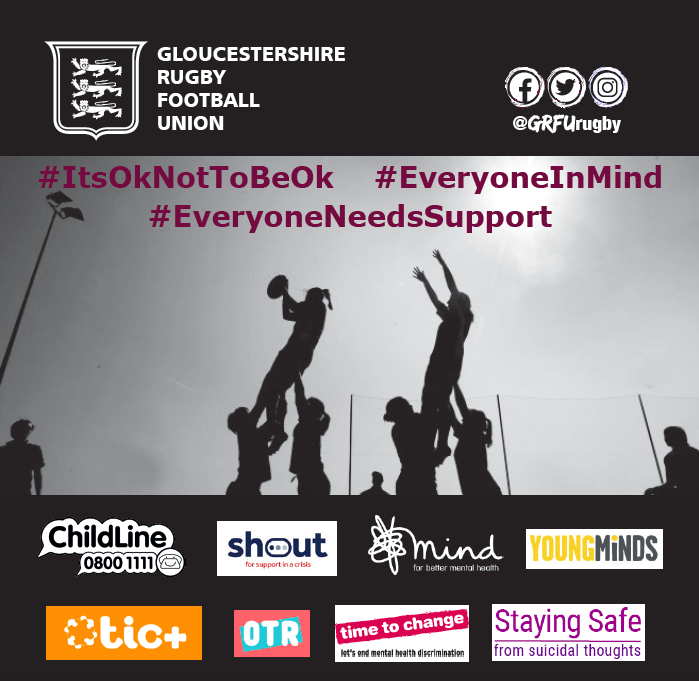 GLOUCESTERSHIRE
RUGBY
FOOTBALL
UNION
@GRFUrugby
#ItsOkNotToBeOk #EveryoneInMind
#EveryoneNeedsSupport
ChildLine
0800 1111
shout
for support in a crisis
mind
for better mental health
YOUNGMiNDS
tic+
OTR
time to change
let's end mental health discrimination
Staying Safe
from suicidal thoughts